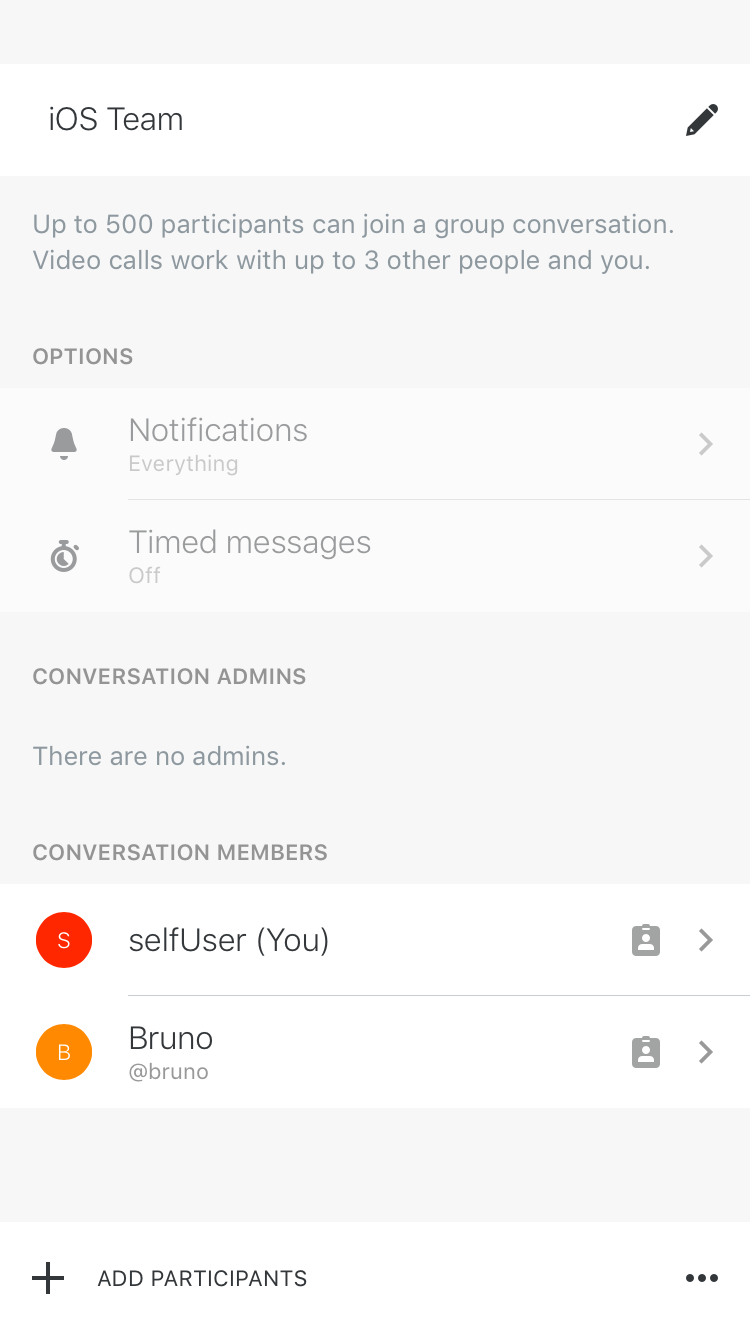 iOS Team
Up to 500 participants can join a group conversation.
Video calls work with up to 3 other people and you.
OPTIONS
Notifications
Everything
Timed messages
Off
CONVERSATION ADMINS
There are no admins.
CONVERSATION MEMBERS
S selfUser (You)
B Bruno
@bruno
ADD PARTICIPANTS